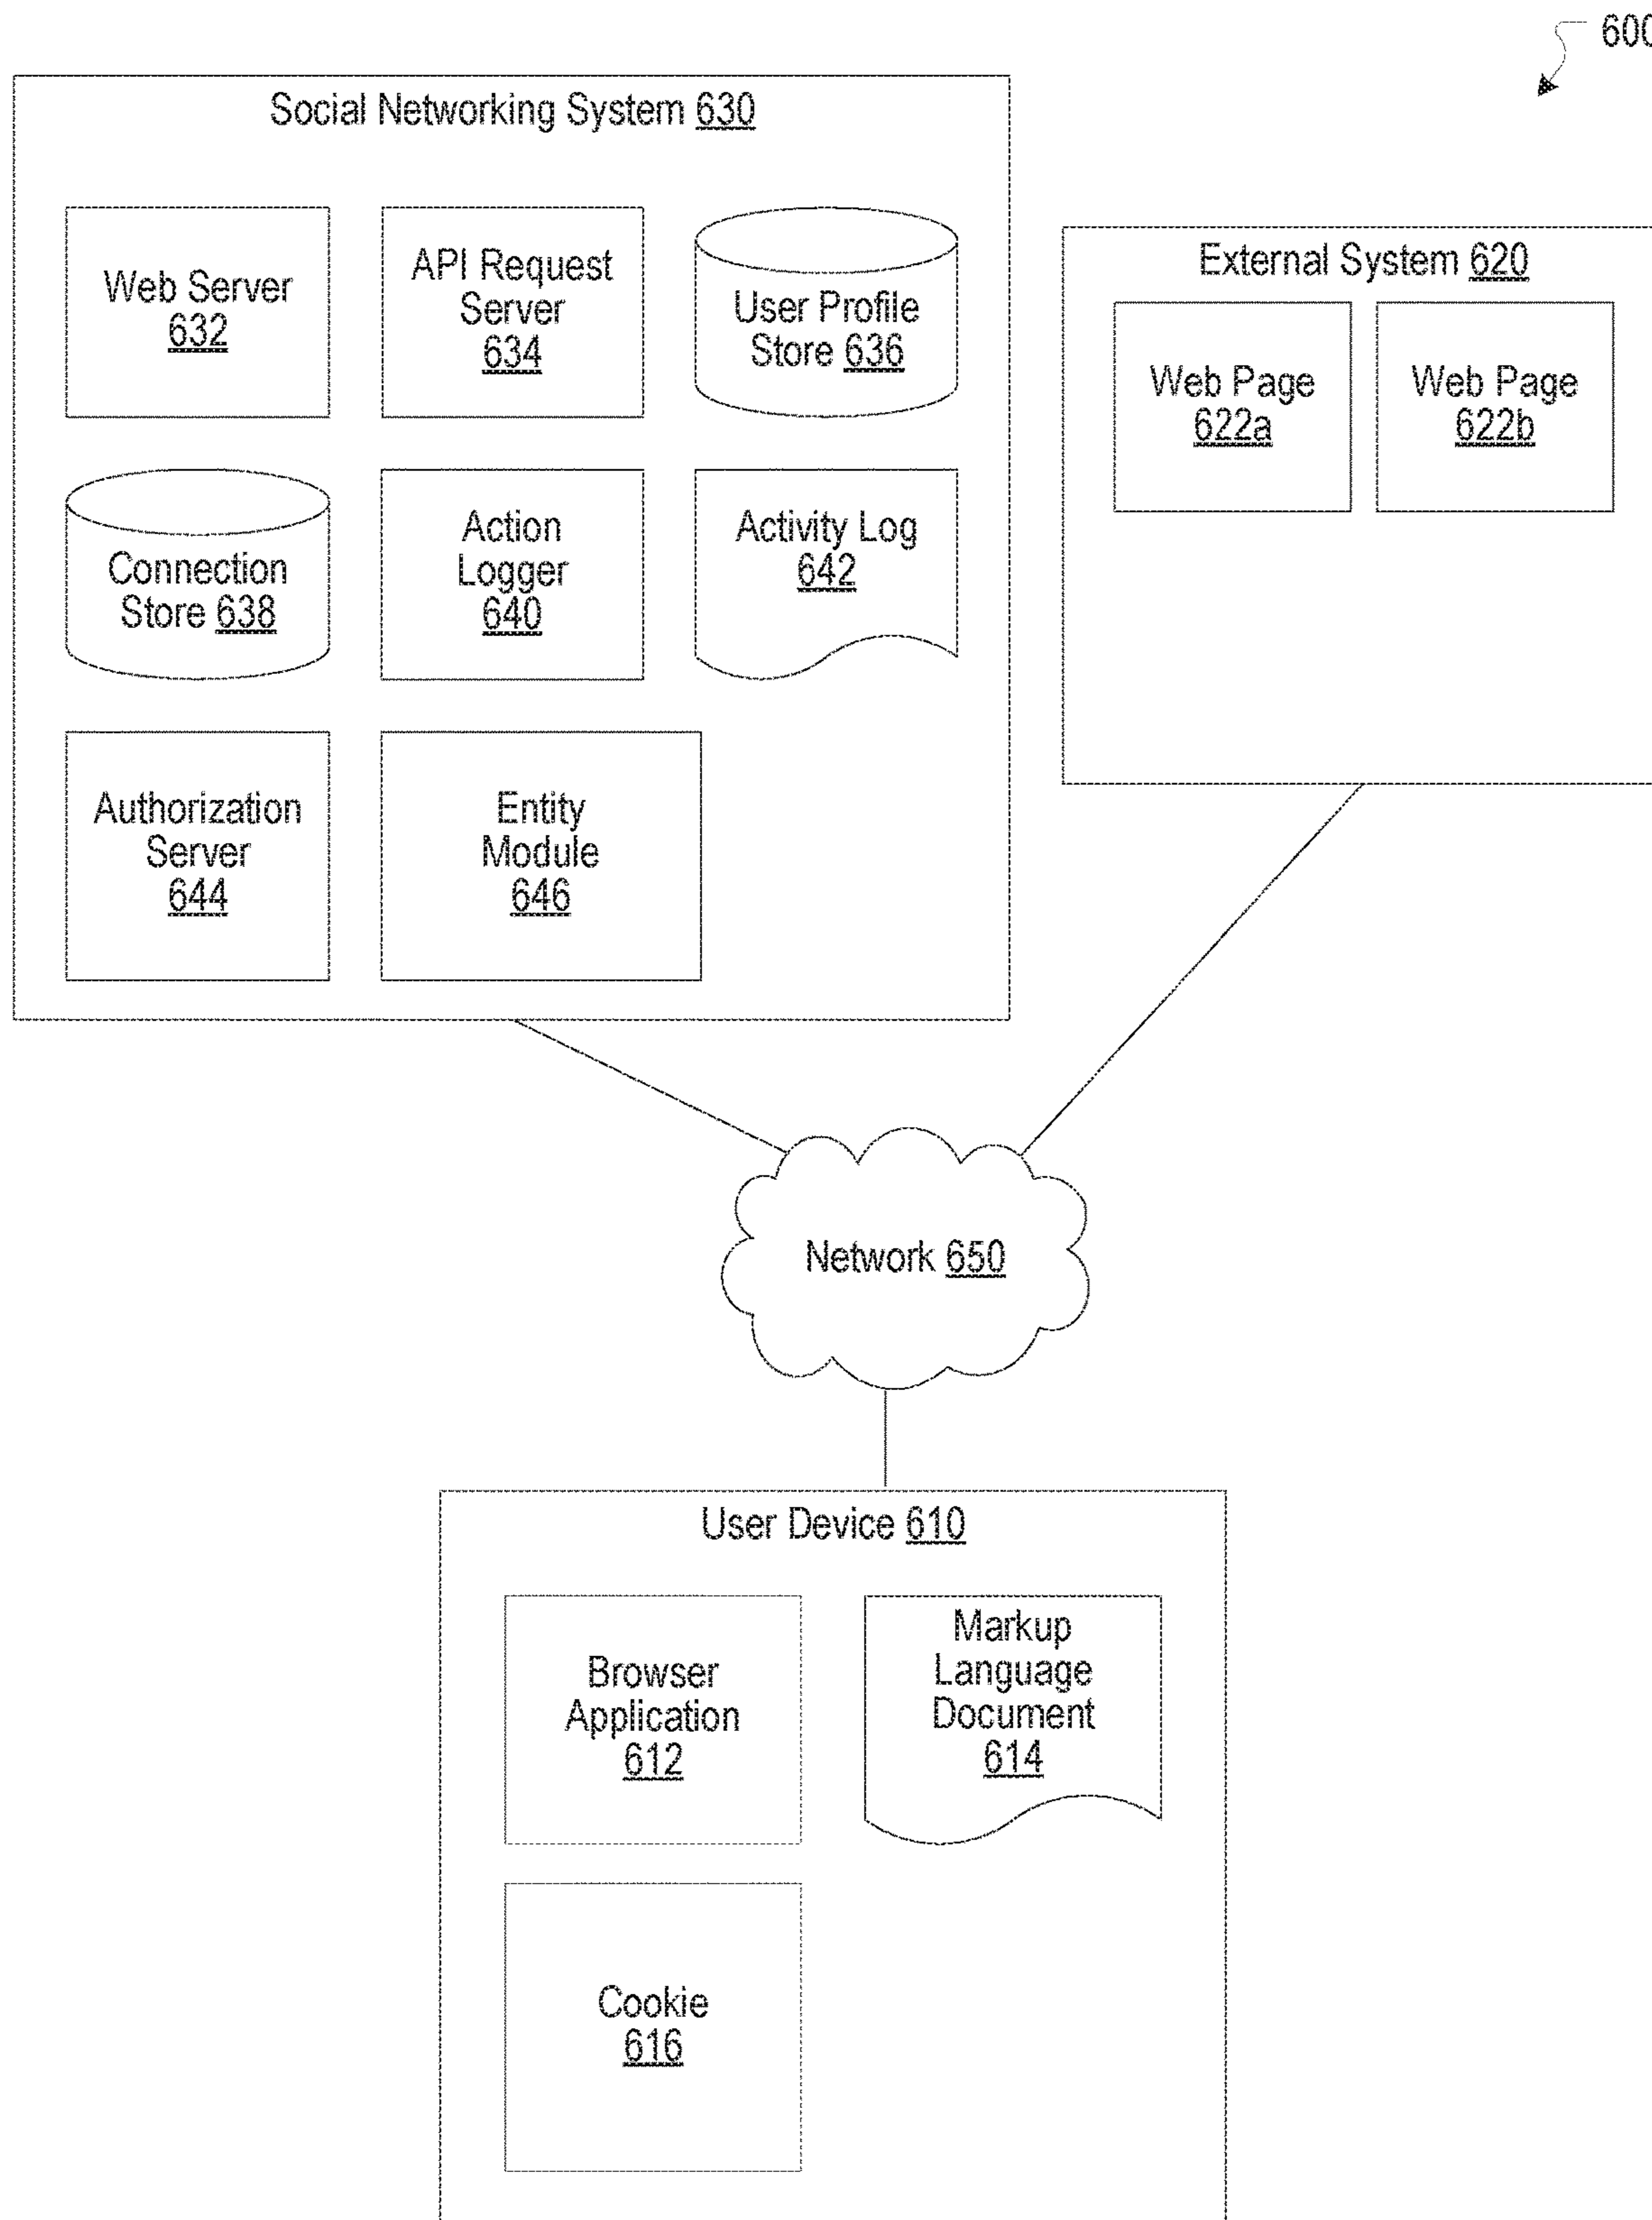 600
Social Networking System 630
Web Server
632
API Request
Server
634
User Profile
Store 636
Connection
Store 638
Action
Logger
640
Activity Log
642
Authorization
Server
644
Entity
Module
646
External System 620
Web Page
622a
Web Page
622b
Network 650
User Device 610
Browser
Application
612
Markup
Language
Document
614
Cookie
616